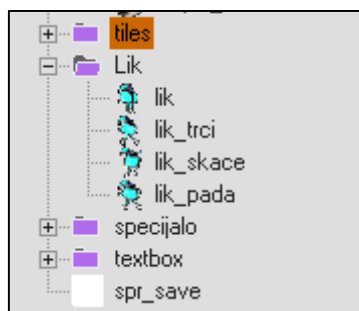 tiles
Lik
lik
lik_trci
lik_skace
lik_pada
specijalo
textbox
spr_save